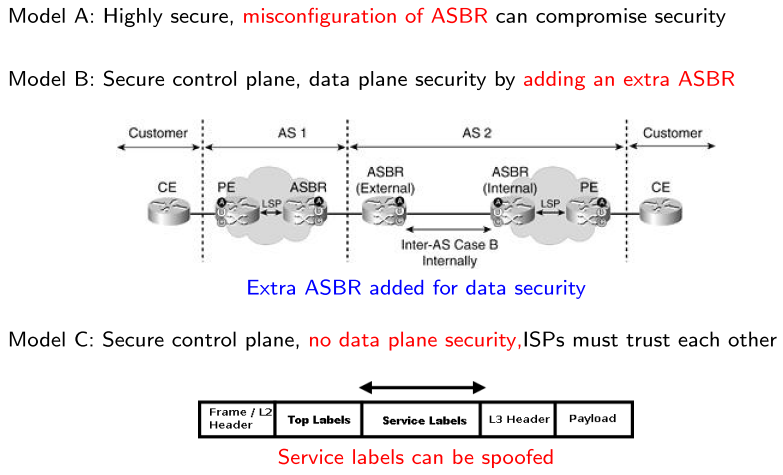 Model A: Highly secure, misconfiguration of ASBR can compromise security
Model B: Secure control plane, data plane security by adding an extra ASBR
Customer AS 1 AS 2 Customer
CE PE ASBR ASBR (External) ASBR (Internal) PE CE
LSP LSP
Inter-AS Case B
Internally
Extra ASBR added for data security
Model C: Secure control plane, no data plane security,ISPs must trust each other
Frame / L2 Header Top Labels Service Labels L3 Header Payload
Service labels can be spoofed